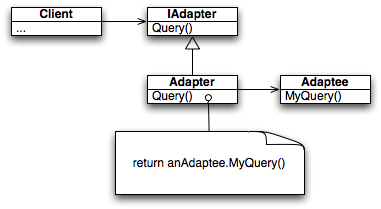 Client
...
IAdapter
Query()
Adapter
Query()
Adaptee
MyQuery()
return anAdaptee.MyQuery()